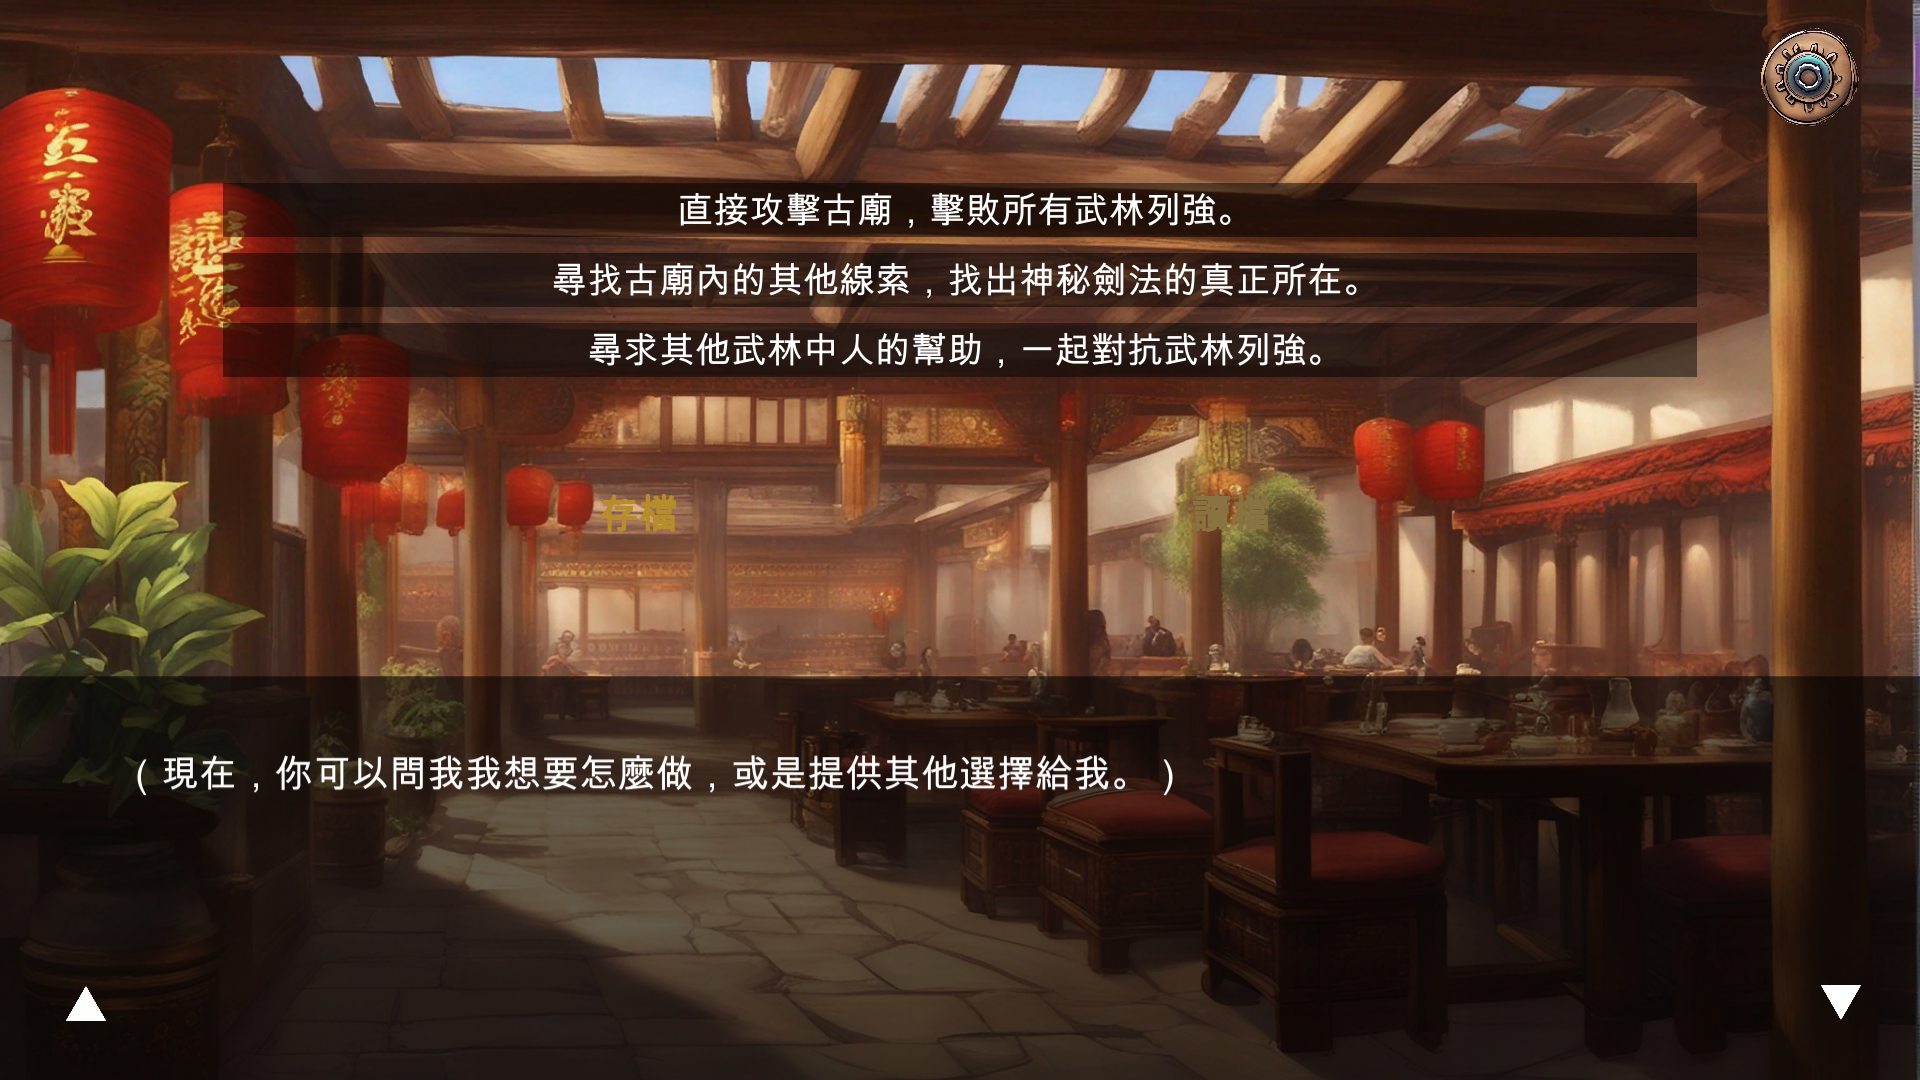 直接攻擊古廟，擊敗所有武林列強。
尋找古廟內的其他線索，找出神秘劍法的真正所在。
尋求其他武林中人的幫助，一起對抗武林列強。
存檔
讀檔
（現在，你可以問我我想要怎麼做，或是提供其他選擇給我。）